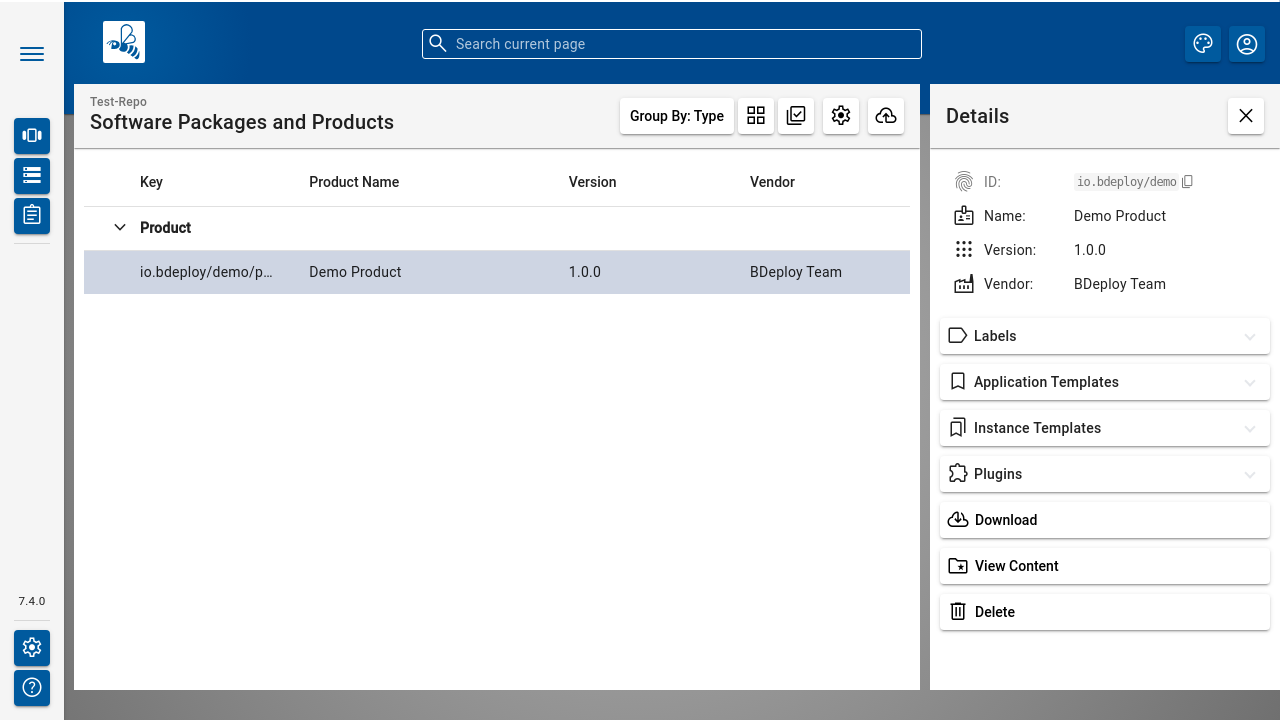 Search current page
Test-Repo
Software Packages and Products
Group By: Type
Key Product Name Version Vendor
Product
io.bdeploy/demo/p… Demo Product 1.0.0 BDeploy Team
Details
ID: io.bdeploy/demo
Name: Demo Product
Version: 1.0.0
Vendor: BDeploy Team
Labels
Application Templates
Instance Templates
Plugins
Download
View Content
Delete
7.4.0